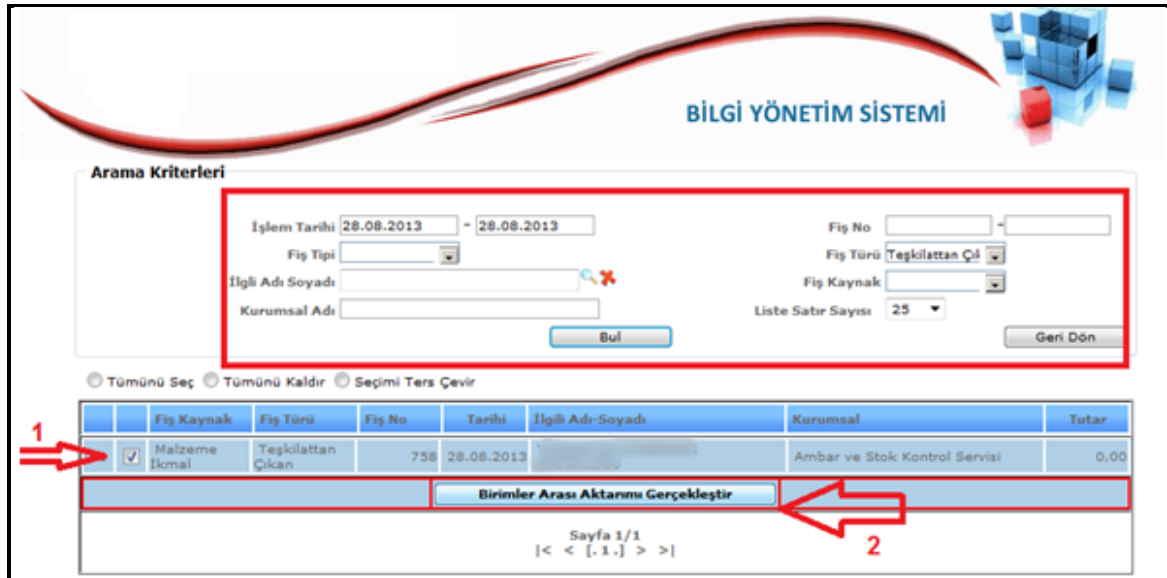 BİLGİ YÖNETİM SİSTEMİ
Arama Kriterleri
İşlem Tarihi 28.08.2013 - 28.08.2013 Fiş No -
Fiş Tipi Fiş Türü Teşkilattan Çıl
İlgili Adı Soyadı Fiş Kaynak
Kurumsal Adı Liste Satır Sayısı 25
Bul Geri Dön
Tümünü Seç Tümünü Kaldır Seçimi Ters Çevir
Fiş Kaynak Fiş Türü Fiş No Tarihi İlgili Adı-Soyadı Kurumsal Tutar
1 Malzeme İkmal Teşkilattan Çıkan 758 28.08.2013 Ambar ve Stok Kontrol Servisi 0,00
Birimler Arası Aktarımı Gerçekleştir
2
Sayfa 1/1
|< < [.1.] > >|